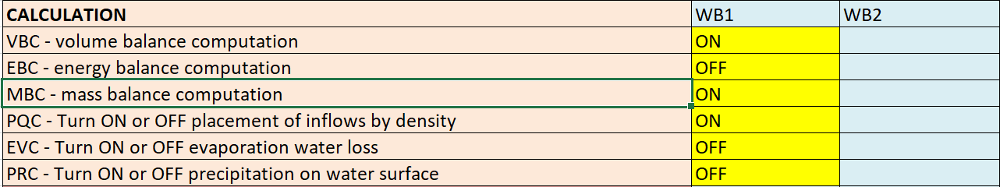 CALCULATION WB1 WB2
VBC - volume balance computation ON
EBC - energy balance computation OFF
MBC - mass balance computation ON
PQC - Turn ON or OFF placement of inflows by density ON
EVC - Turn ON or OFF evaporation water loss OFF
PRC - Turn ON or OFF precipitation on water surface OFF